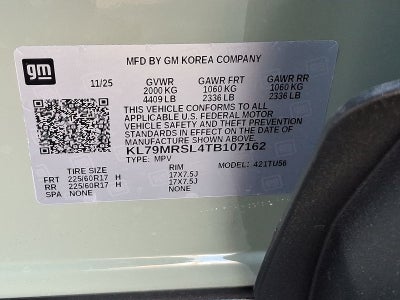 gm
MFD BY GM KOREA COMPANY
11/25 GVWR GAWR FRT GAWR RR
2000 KG 1060 KG 1060 KG
4409 LB 2336 LB 2336 LB
THIS VEHICLE CONFORMS TO ALL
APPLICABLE U.S. FEDERAL MOTOR
VEHICLE SAFETY AND THEFT PREVENTION
STANDARDS IN EFFECT ON THE DATE OF
MANUFACTURE SHOWN ABOVE.
KL79MRSL4TB107162
TYPE: MPV MODEL: 421TU56
TIRE SIZE RIM
FRT 225/60R17 H 17X7.5J
RR 225/60R17 H 17X7.5J
SPA NONE NONE